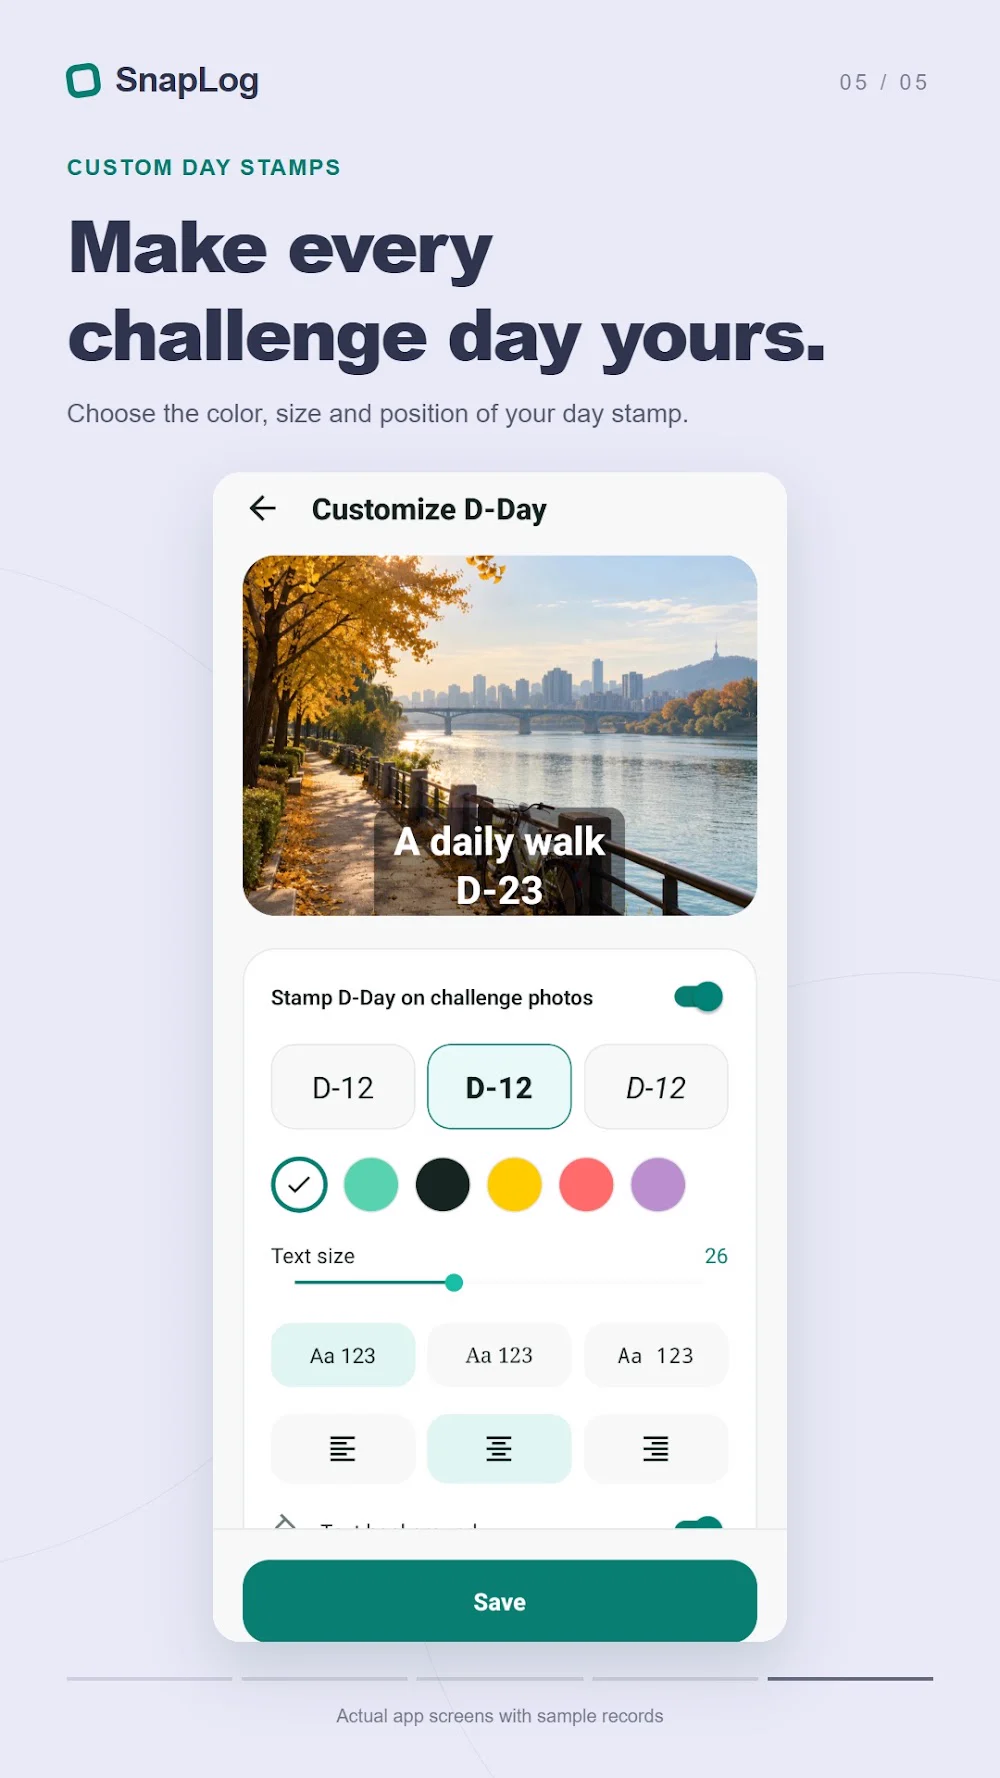 SnapLog
05 / 05
CUSTOM DAY STAMPS
Make every
challenge day yours.
Choose the color, size and position of your day stamp.
Customize D-Day
A daily walk
D-23
Stamp D-Day on challenge photos
D-12 D-12 D-12
Text size 26
Aa 123 Aa 123 Aa 123
Save
Actual app screens with sample records